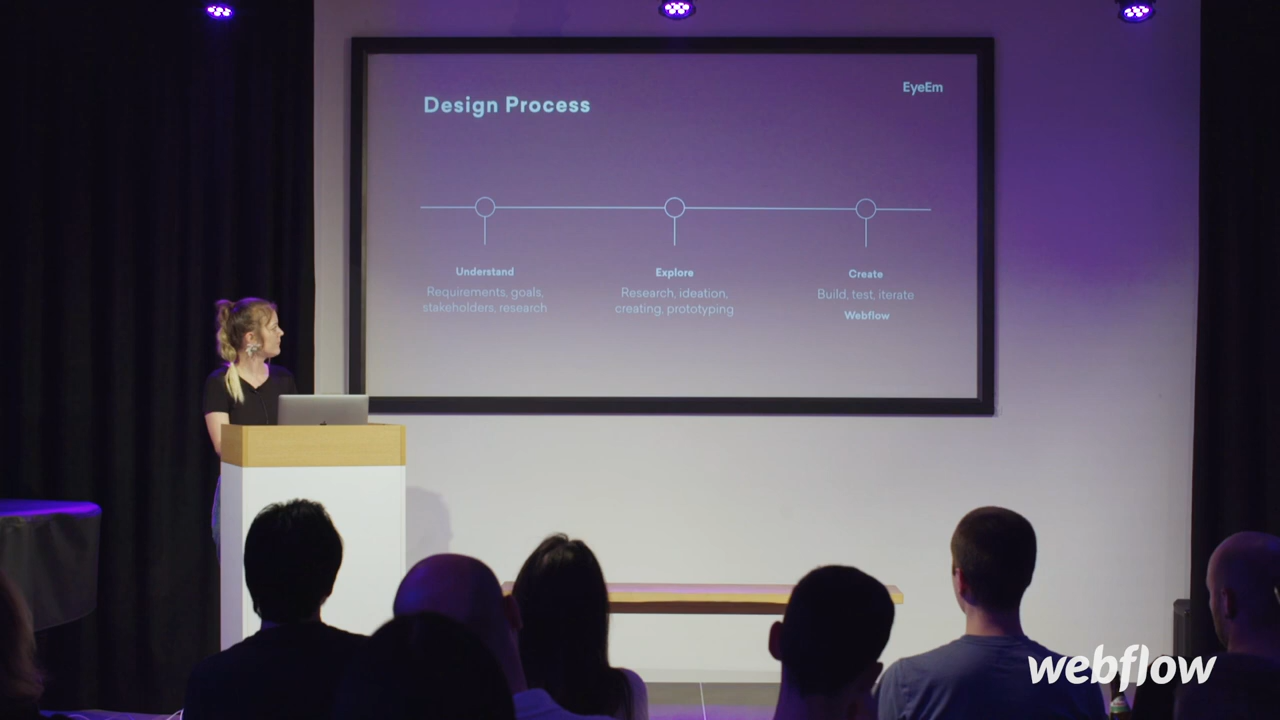 EyeEm
Design Process
Understand
Requirements, goals,
stakeholders, research
Explore
Research, ideation,
creating, prototyping
Create
Build, test, iterate
Webflow
webflow